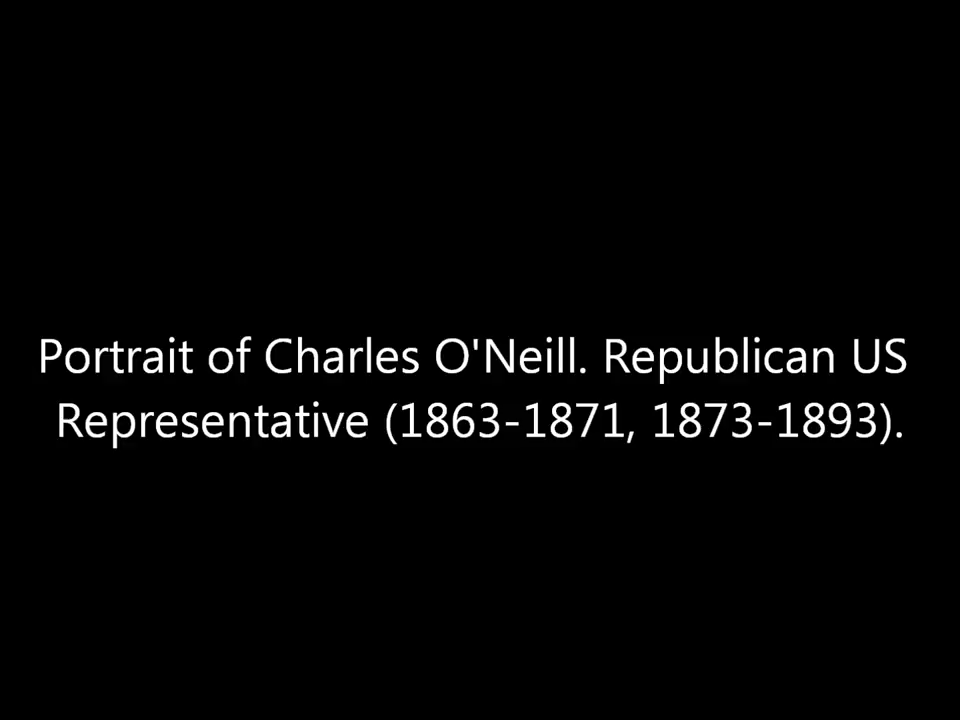 Portrait of Charles O'Neill. Republican US
Representative (1863-1871, 1873-1893).